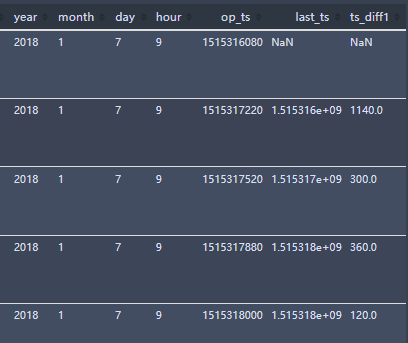 year month day hour op_ts last_ts ts_diff1
2018 1 7 9 1515316080 NaN NaN
2018 1 7 9 1515317220 1.515316e+09 1140.0
2018 1 7 9 1515317520 1.515317e+09 300.0
2018 1 7 9 1515317880 1.515318e+09 360.0
2018 1 7 9 1515318000 1.515318e+09 120.0